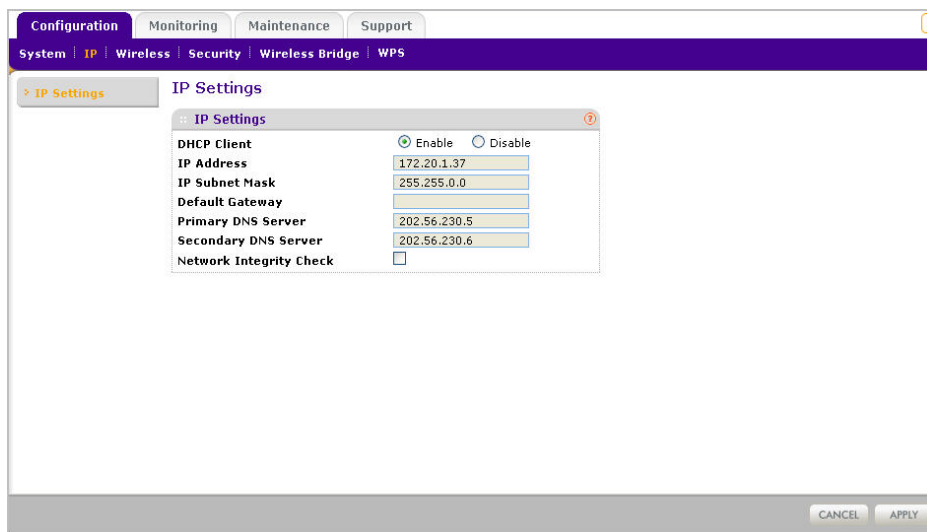 Configuration Monitoring Maintenance Support
System IP Wireless Security Wireless Bridge WPS
IP Settings
IP Settings
IP Settings
DHCP Client Enable Disable
IP Address 172.20.1.37
IP Subnet Mask 255.255.0.0
Default Gateway
Primary DNS Server 202.56.230.5
Secondary DNS Server 202.56.230.6
Network Integrity Check
CANCEL APPLY